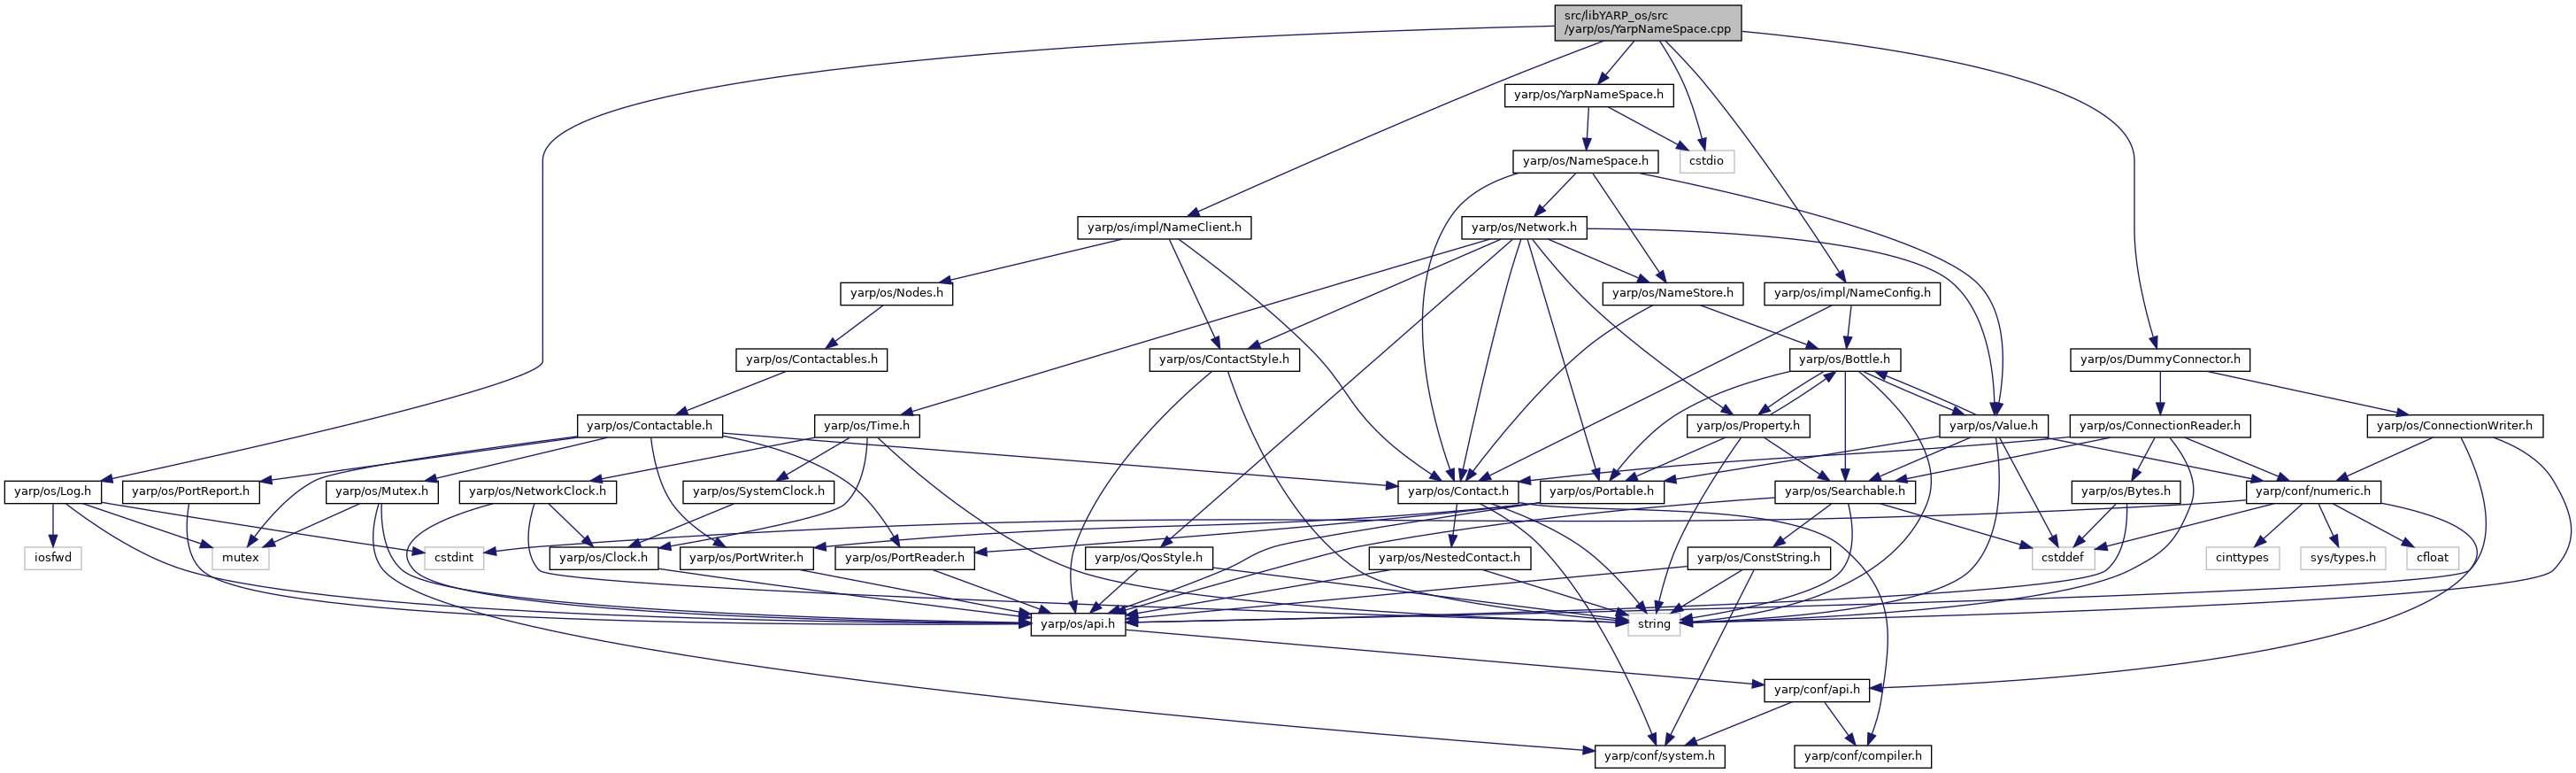 src/libYARP_os/src
/yarp/os/YarpNameSpace.cpp
yarp/os/YarpNameSpace.h
yarp/os/NameSpace.h
cstdio
yarp/os/impl/NameClient.h
yarp/os/Network.h
yarp/os/Nodes.h
yarp/os/NameStore.h
yarp/os/impl/NameConfig.h
yarp/os/Contactables.h
yarp/os/ContactStyle.h
yarp/os/Bottle.h
yarp/os/DummyConnector.h
yarp/os/Contactable.h
yarp/os/Time.h
yarp/os/Property.h
yarp/os/Value.h
yarp/os/ConnectionReader.h
yarp/os/ConnectionWriter.h
yarp/os/Log.h
yarp/os/PortReport.h
yarp/os/Mutex.h
yarp/os/NetworkClock.h
yarp/os/SystemClock.h
yarp/os/Contact.h
yarp/os/Portable.h
yarp/os/Searchable.h
yarp/os/Bytes.h
yarp/conf/numeric.h
iosfwd
mutex
cstdint
yarp/os/Clock.h
yarp/os/PortWriter.h
yarp/os/PortReader.h
yarp/os/QosStyle.h
yarp/os/NestedContact.h
yarp/os/ConstString.h
cstddef
cinttypes
sys/types.h
cfloat
yarp/os/api.h
string
yarp/conf/api.h
yarp/conf/system.h
yarp/conf/compiler.h